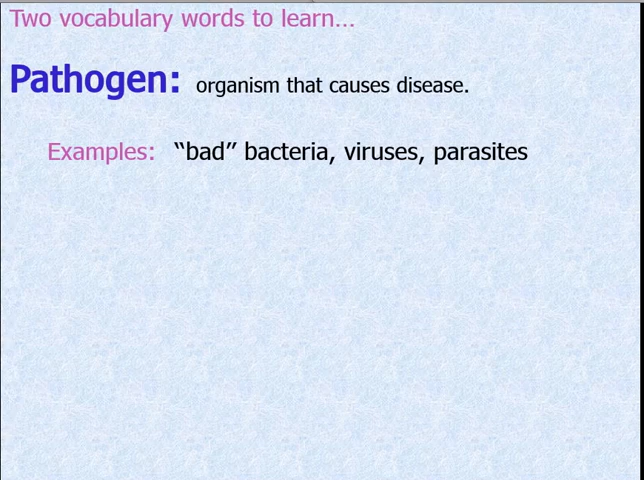 Two vocabulary words to learn...
Pathogen: organism that causes disease.
Examples: “bad” bacteria, viruses, parasites